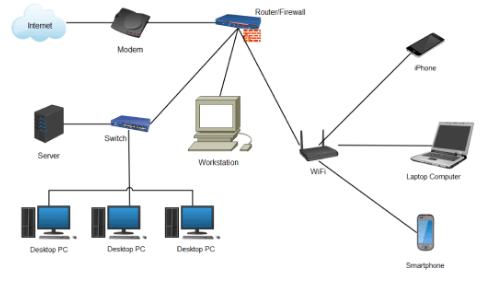 Internet
Modem
Router/Firewall
iPhone
Server
Switch
Workstation
WiFi
Laptop Computer
Desktop PC
Desktop PC
Desktop PC
Smartphone